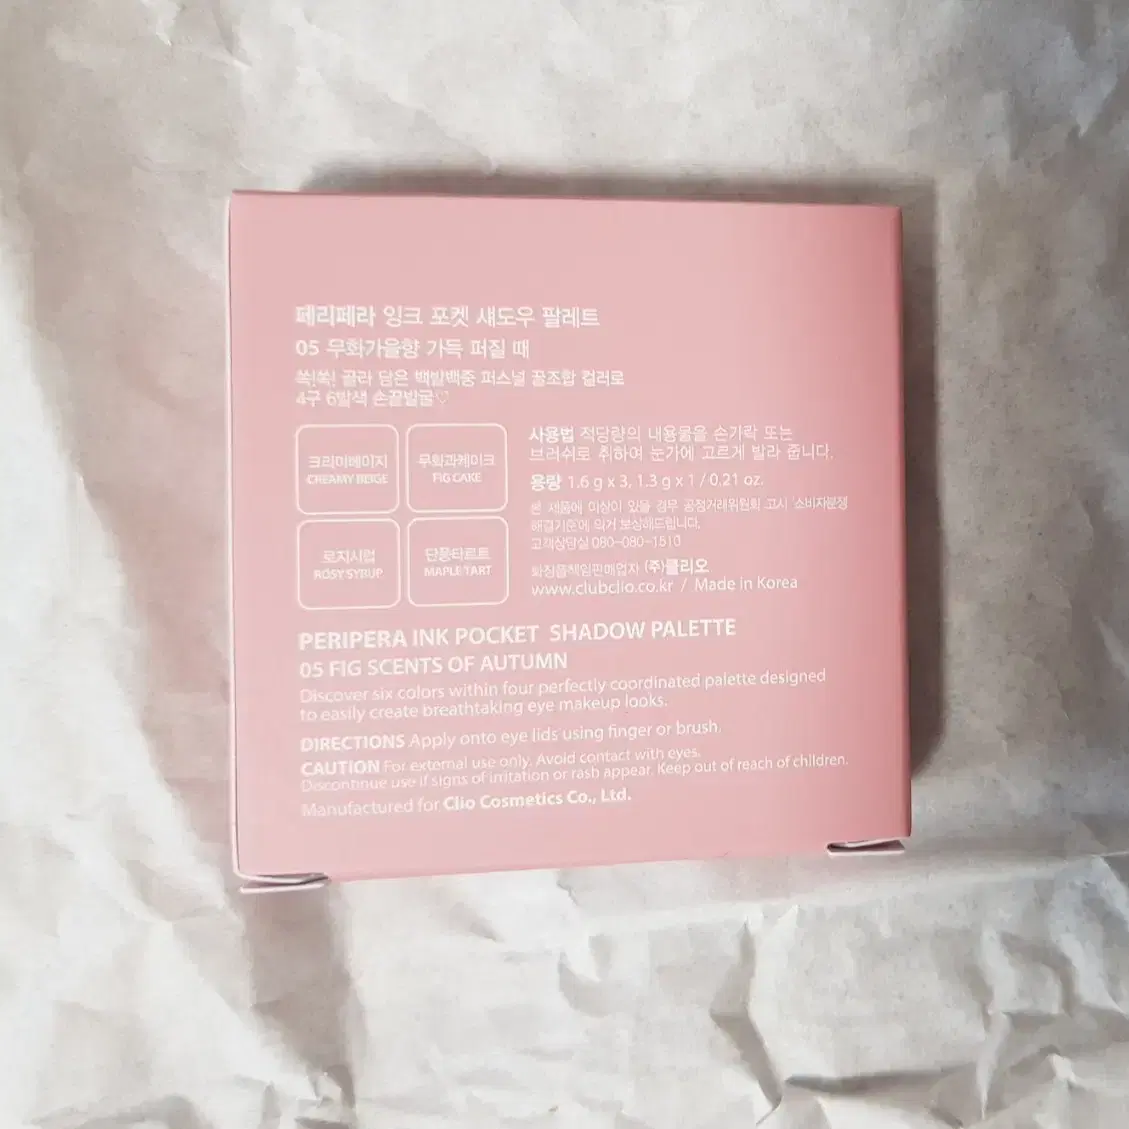 페리페라 잉크 포켓 섀도우 팔레트
05 무화가을향 가득 퍼질 때
쏙!쏙! 골라 담은 백발백중 퍼스널 꿀조합 컬러로
4구 6발색 손끝발굴♡
크리미베이지
CREAMY BEIGE
무화과케이크
FIG CAKE
로지시럽
ROSY SYRUP
단풍타르트
MAPLE TART
사용법 적당량의 내용물을 손가락 또는
브러쉬로 취하여 눈가에 고르게 발라 줍니다.
용량 1.6 g x 3, 1.3 g x 1 / 0.21 oz.
본 제품에 이상이 있을 경우 공정거래위원회 고시 '소비자분쟁
해결기준'에 의거 보상해드립니다.
고객상담실 080-080-1510
화장품책임판매업자 (주)클리오
www.clubclio.co.kr / Made in Korea
PERIPERA INK POCKET SHADOW PALETTE
05 FIG SCENTS OF AUTUMN
Discover six colors within four perfectly coordinated palette designed
to easily create breathtaking eye makeup looks.
DIRECTIONS Apply onto eye lids using finger or brush.
CAUTION For external use only. Avoid contact with eyes.
Discontinue use if signs of irritation or rash appear. Keep out of reach of children.
Manufactured for Clio Cosmetics Co., Ltd.